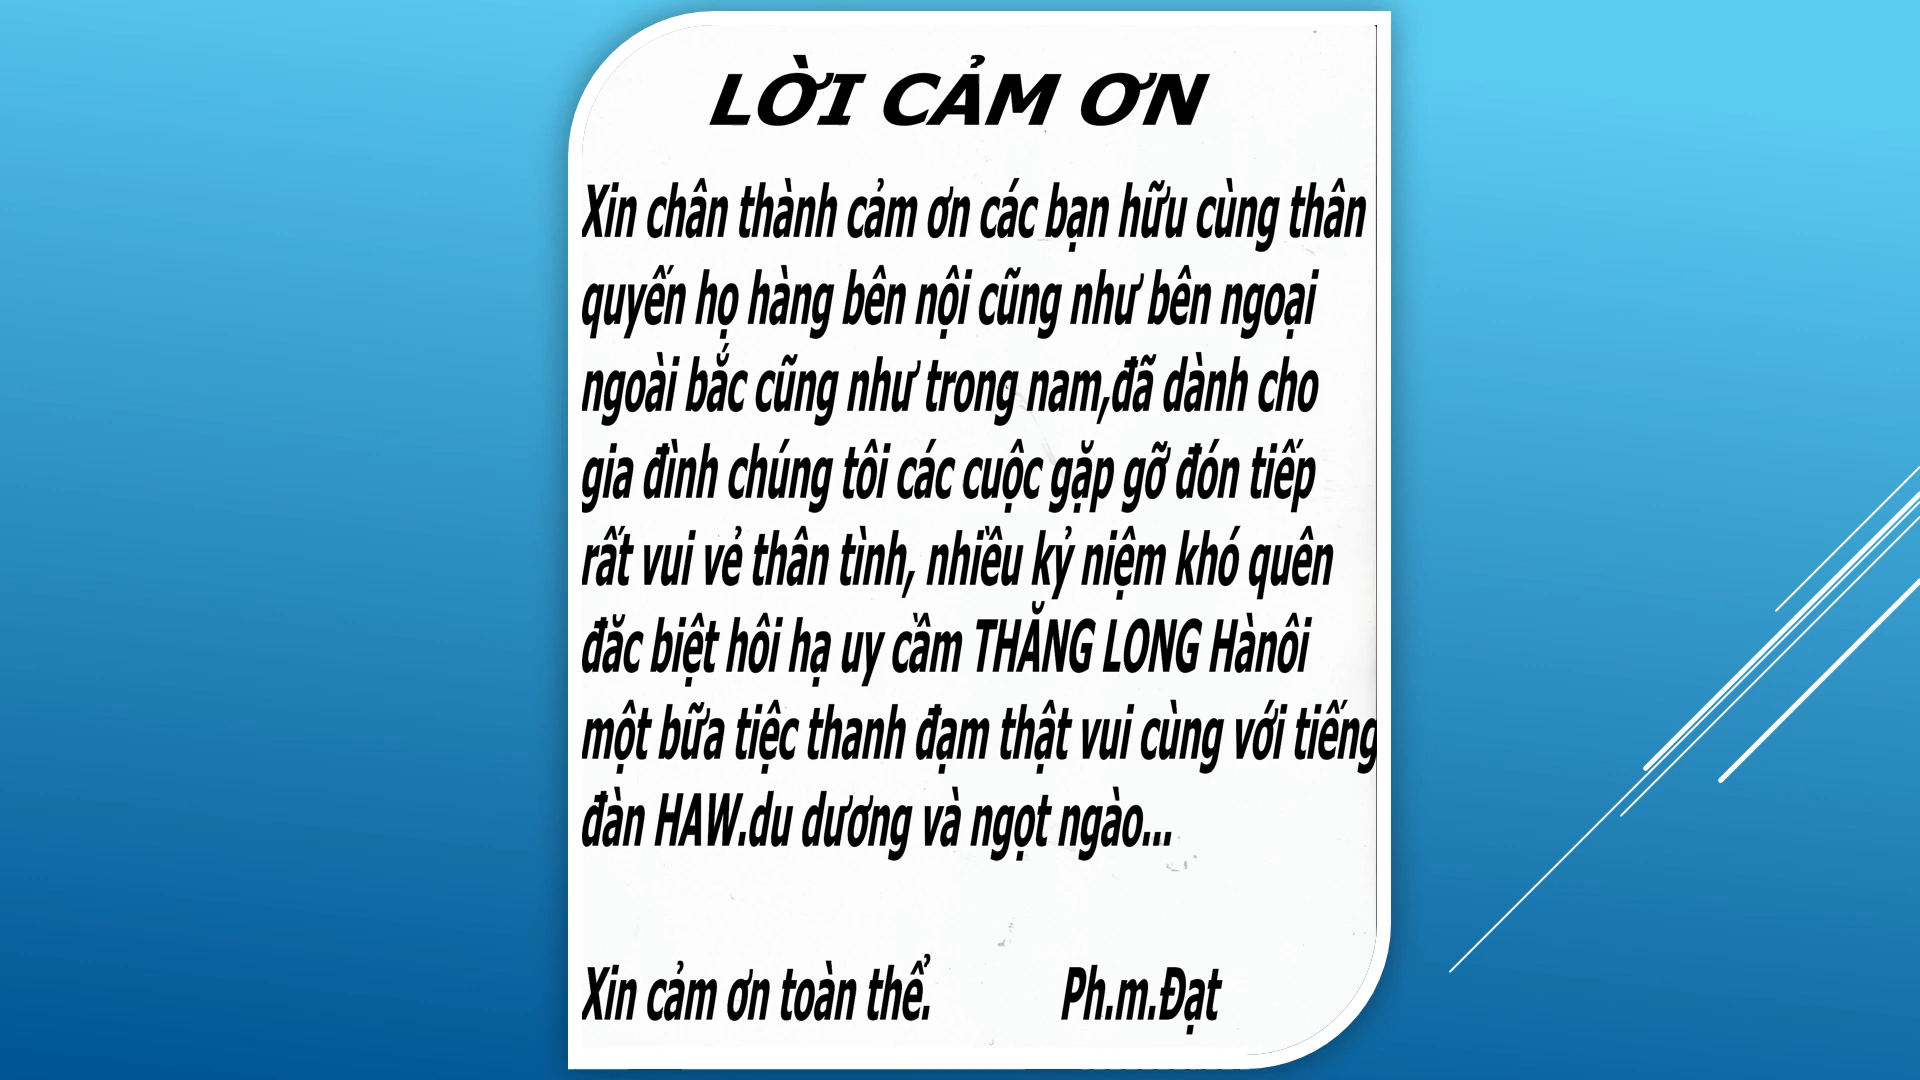 LỜI CẢM ƠN
Xin chân thành cảm ơn các bạn hữu cùng thân
quyến họ hàng bên nội cũng như bên ngoại
ngoài bắc cũng như trong nam,đã dành cho
gia đình chúng tôi các cuộc gặp gỡ đón tiếp
rất vui vẻ thân tình, nhiều kỷ niệm khó quên
đăc biệt hôi hạ uy cầm THĂNG LONG Hànôi
một bữa tiệc thanh đạm thật vui cùng với tiếng
đàn HAW.du dương và ngọt ngào...
Xin cảm ơn toàn thể. Ph.m.Đạt